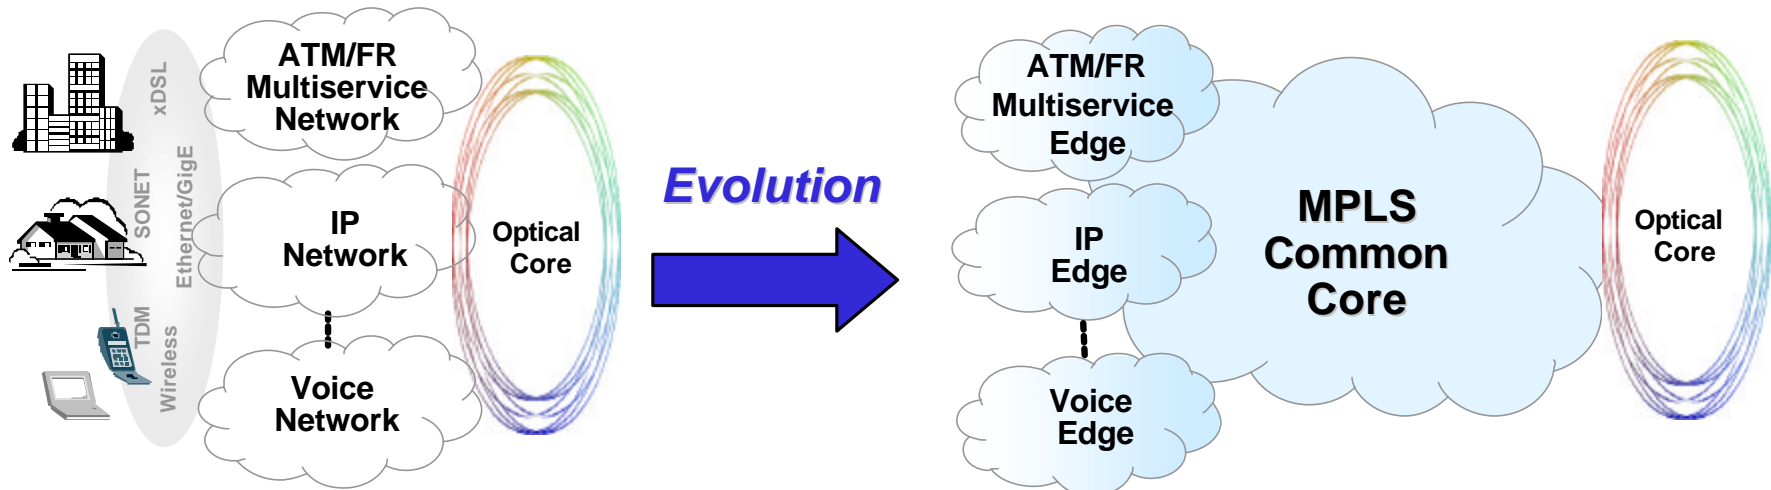 xDSL
Ethernet/GigE
SONET
TDM
Wireless
ATM/FR
Multiservice
Network
IP
Network
Voice
Network
Optical
Core
Evolution
ATM/FR
Multiservice
Edge
IP
Edge
Voice
Edge
MPLS
Common
Core
Optical
Core